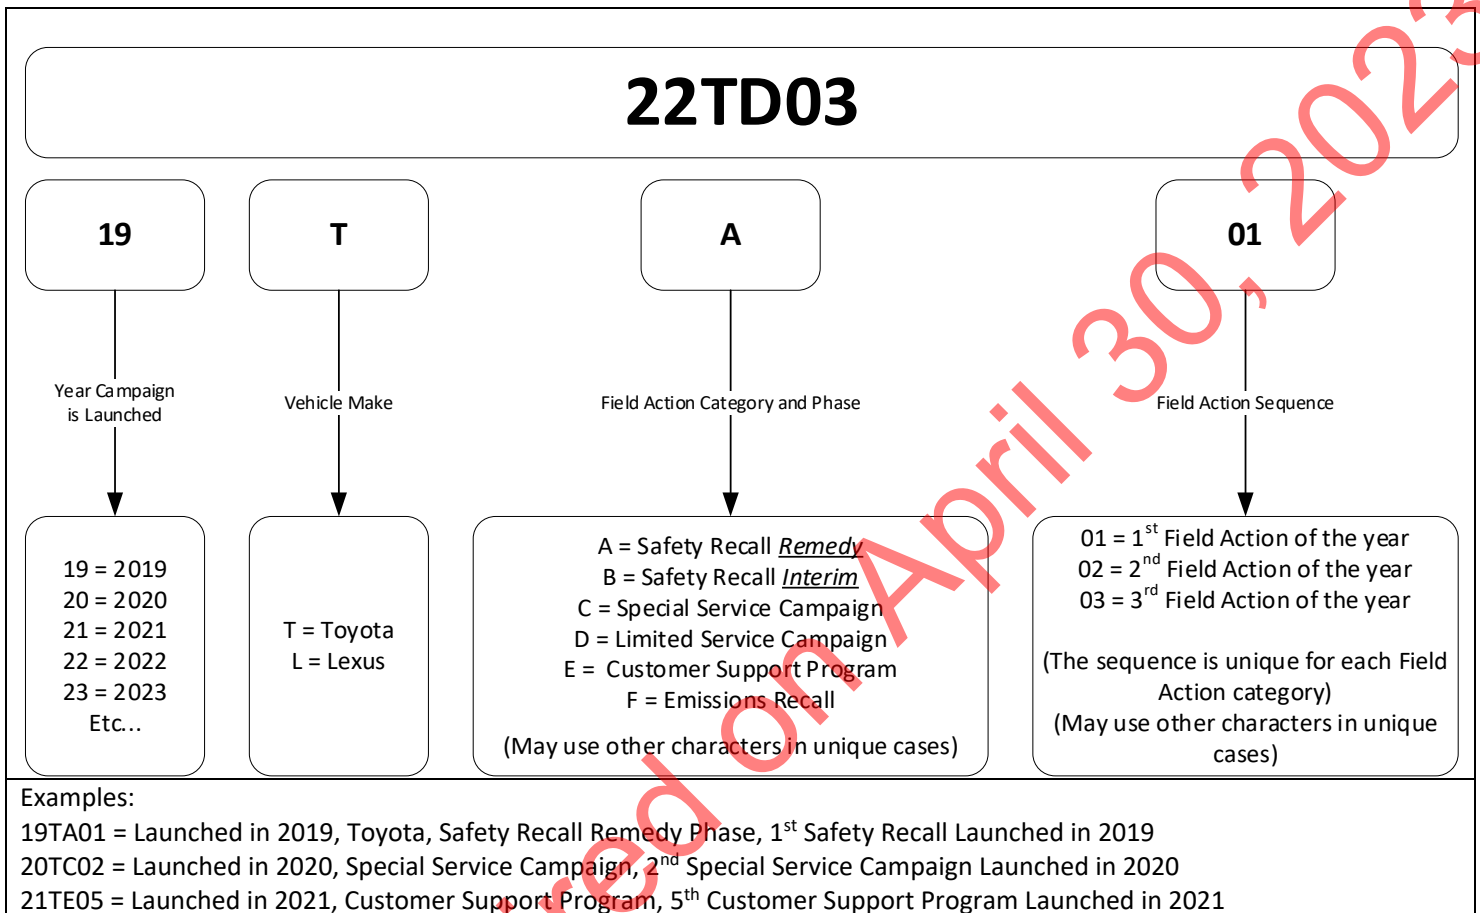 22TD03
19
T
A
01
Year Campaign
is Launched
Vehicle Make
Field Action Category and Phase
Field Action Sequence
19 = 2019
20 = 2020
21 = 2021
22 = 2022
23 = 2023
Etc...
T = Toyota
L = Lexus
A = Safety Recall Remedy
B = Safety Recall Interim
C = Special Service Campaign
D = Limited Service Campaign
E = Customer Support Program
F = Emissions Recall
(May use other characters in unique cases)
01 = 1st Field Action of the year
02 = 2nd Field Action of the year
03 = 3rd Field Action of the year
(The sequence is unique for each Field
Action category)
(May use other characters in unique
cases)
Examples:
19TA01 = Launched in 2019, Toyota, Safety Recall Remedy Phase, 1st Safety Recall Launched in 2019
20TC02 = Launched in 2020, Special Service Campaign, 2nd Special Service Campaign Launched in 2020
21TE05 = Launched in 2021, Customer Support Program, 5th Customer Support Program Launched in 2021
ired on April 30, 2023